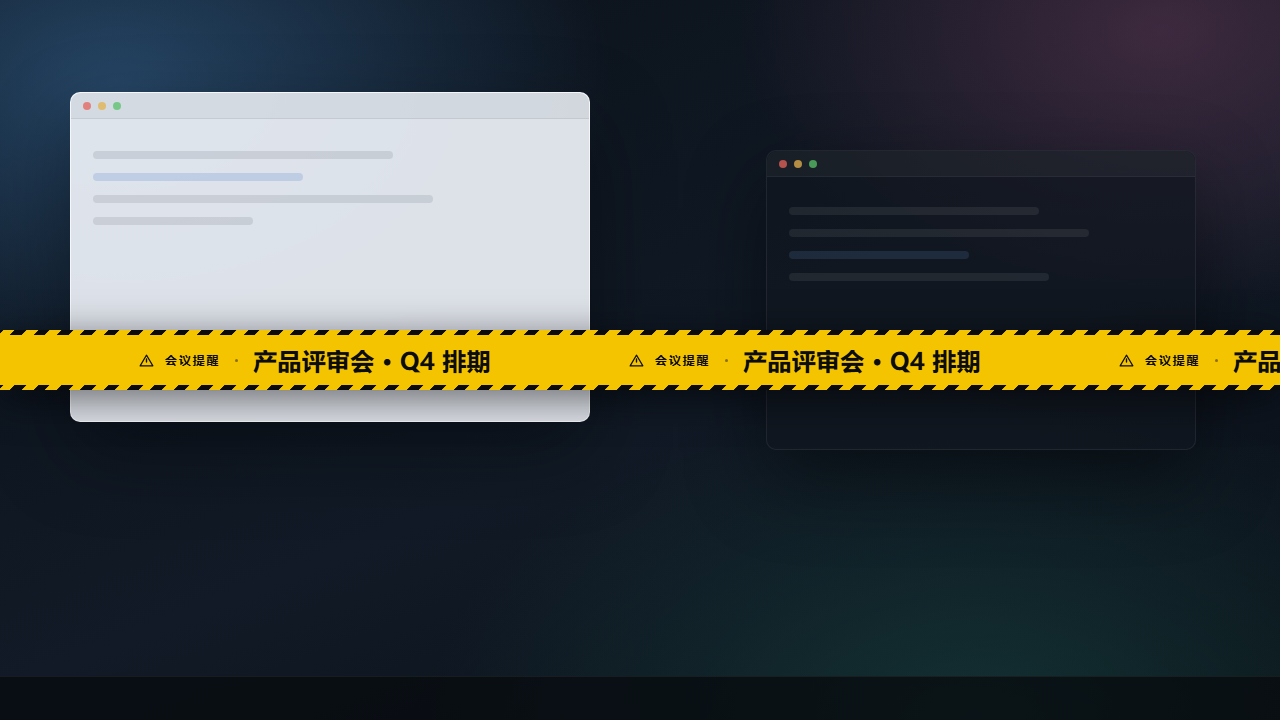 会议提醒 · 产品评审会 • Q4 排期 会议提醒 · 产品评审会 • Q4 排期 会议提醒 · 产品